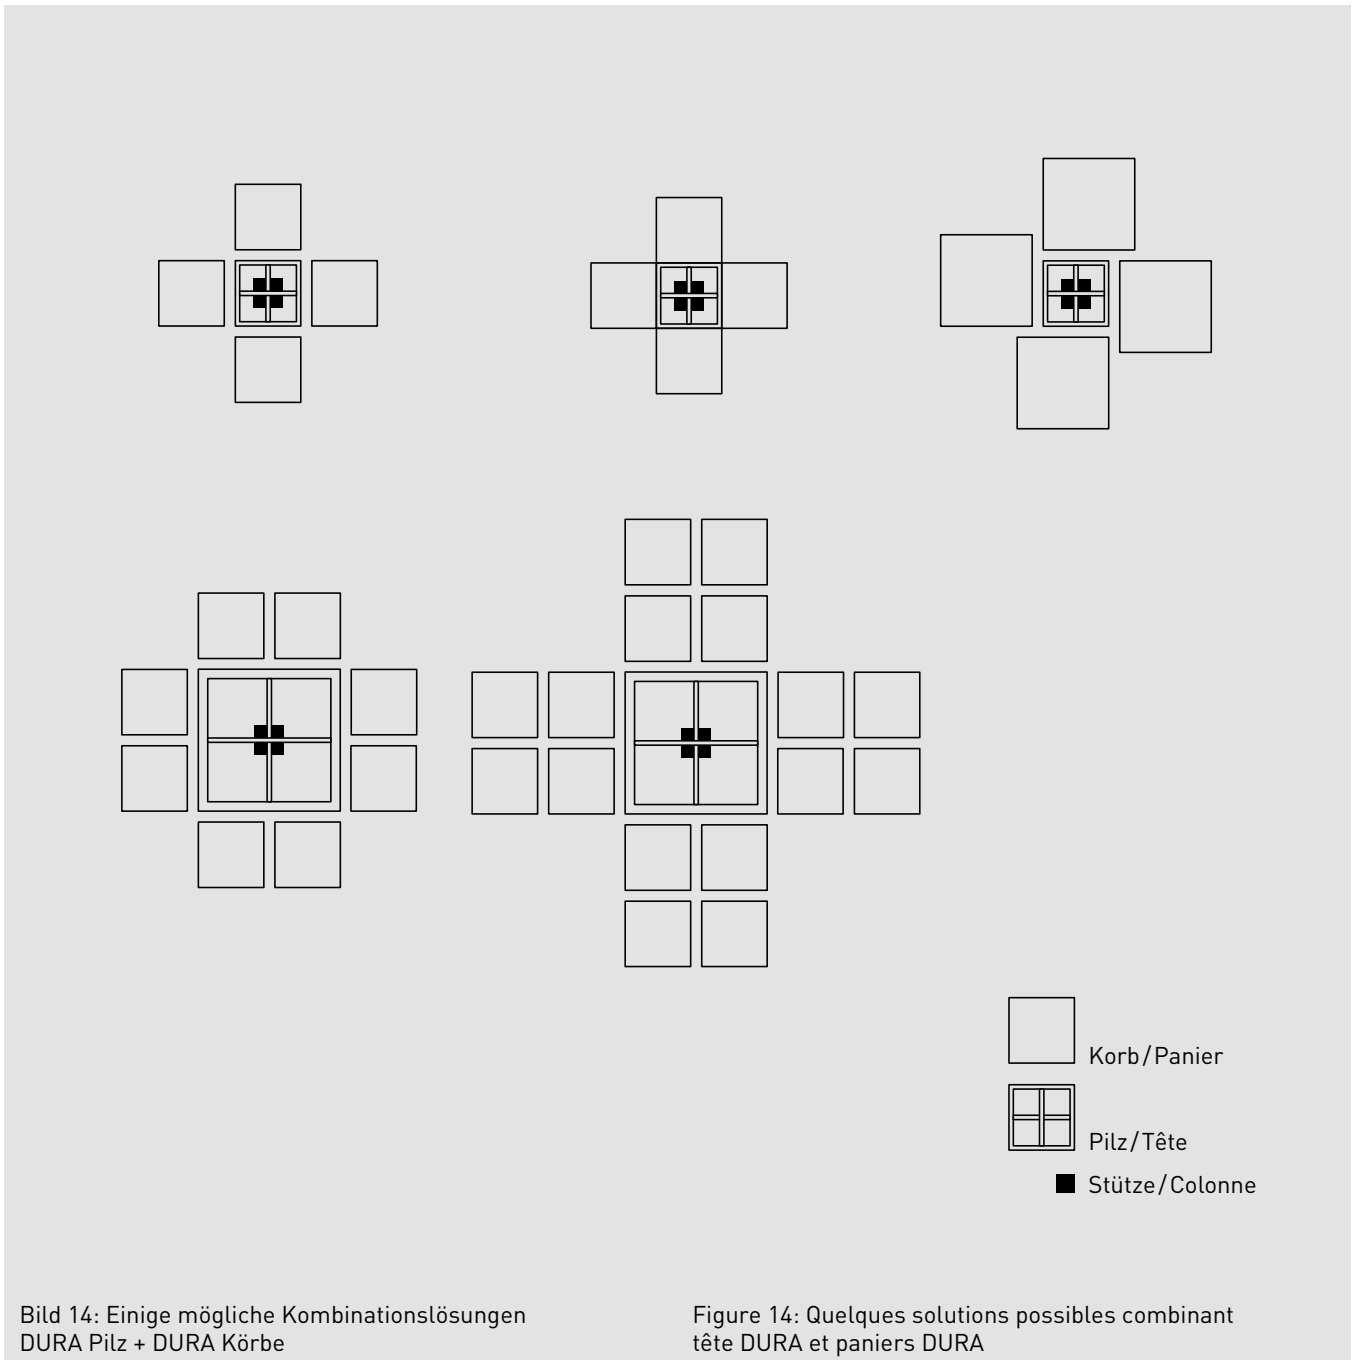 Korb/Panier
Pilz/Tête
Stütze/Colonne
Bild 14: Einige mögliche Kombinationslösungen
DURA Pilz + DURA Körbe
Figure 14: Quelques solutions possibles combinant
tête DURA et paniers DURA